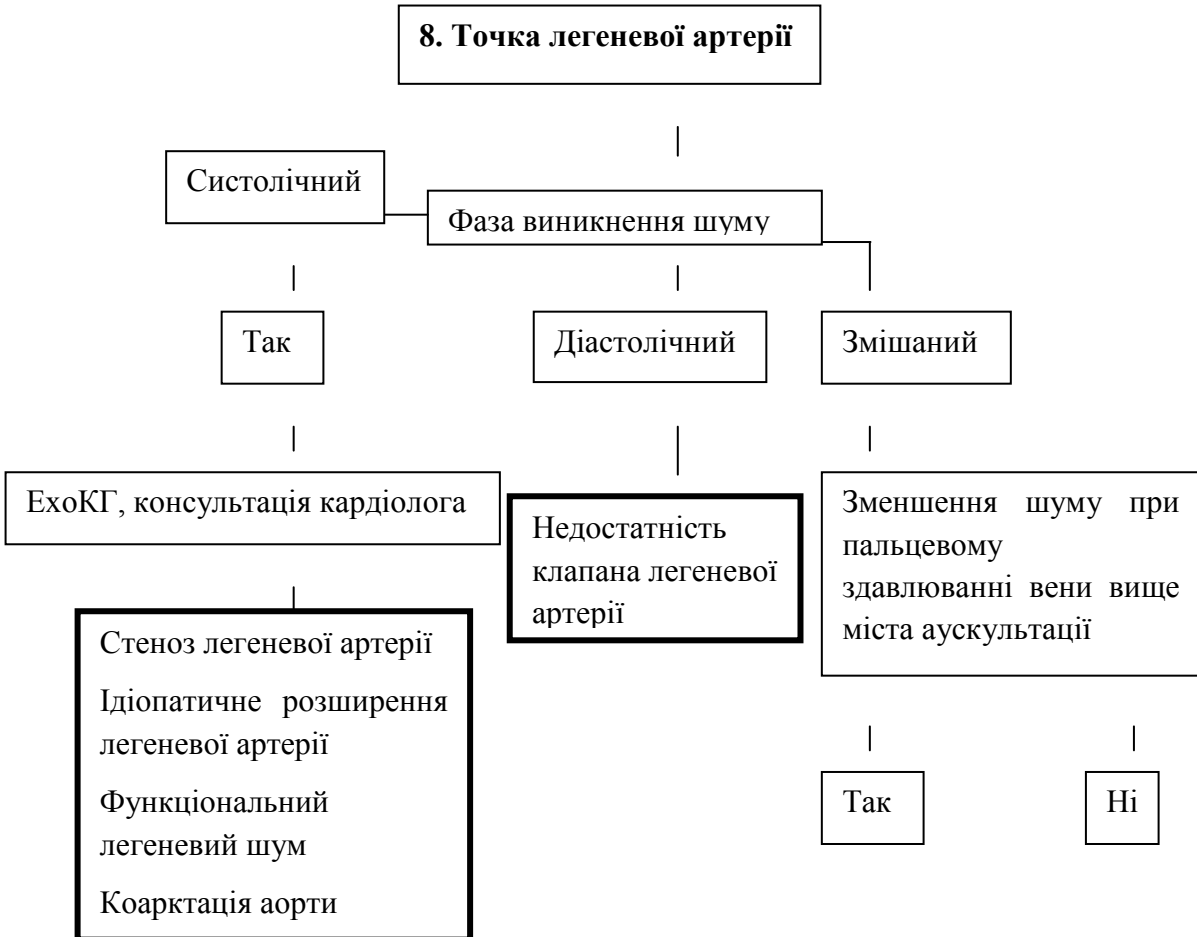 8. Точка легеневої артерії
Систолічний
Фаза виникнення шуму
Так
Діастолічний
Змішаний
ЕхоКГ, консультація кардіолога
Недостатність
клапана легеневої
артерії
Зменшення шуму при
пальцевому
здавлюванні вени вище
міста аускультації
Стеноз легеневої артерії
Ідіопатичне розширення
легеневої артерії
Функціональний
легеневий шум
Коарктація аорти
Так
Ні